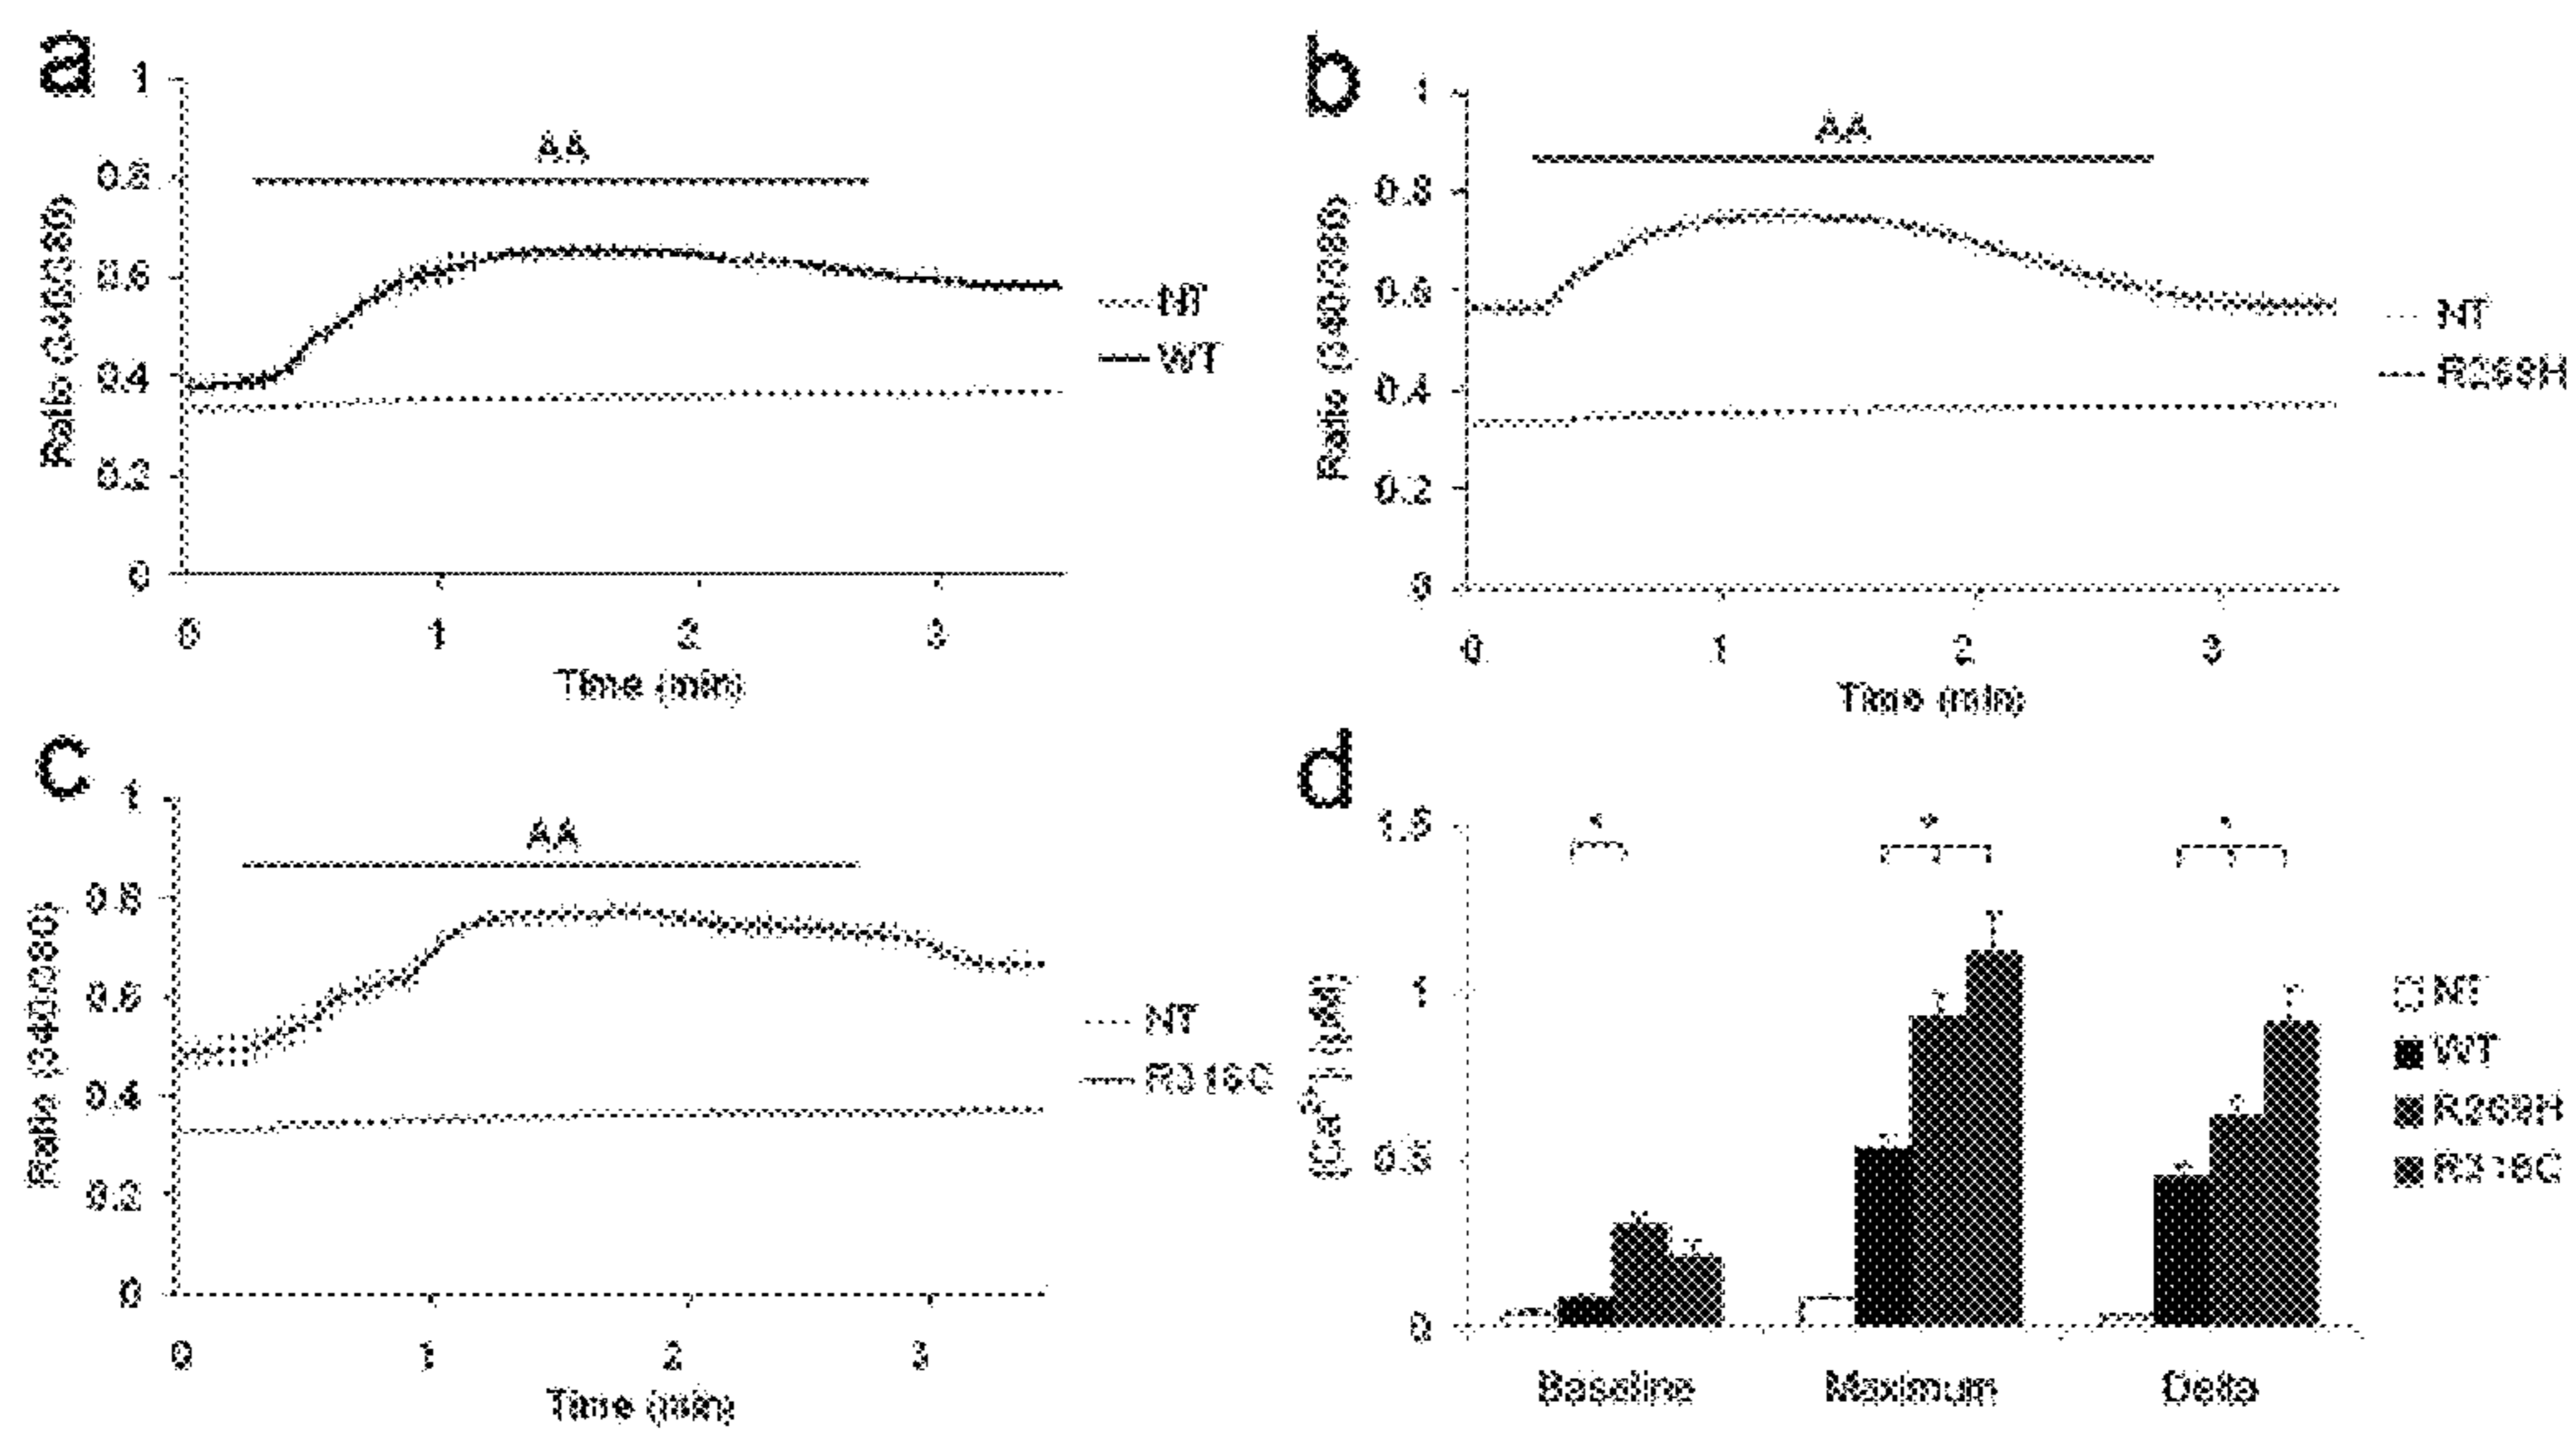 a
1
0.8
0.6
0.4
0.2
0
Ratio (340/380)
AA
NT
WT
0 1 2 3
Time (min)
b
1
0.8
0.6
0.4
0.2
0
Ratio (340/380)
AA
NT
R269H
0 1 2 3
Time (min)
c
1
0.8
0.6
0.4
0.2
0
Ratio (340/380)
AA
NT
R316C
0 1 2 3
Time (min)
d
1.5
1
0.5
0
[Ca²⁺] (µM)
* * *
NT
WT
R269H
R316C
Baseline Maximum Delta